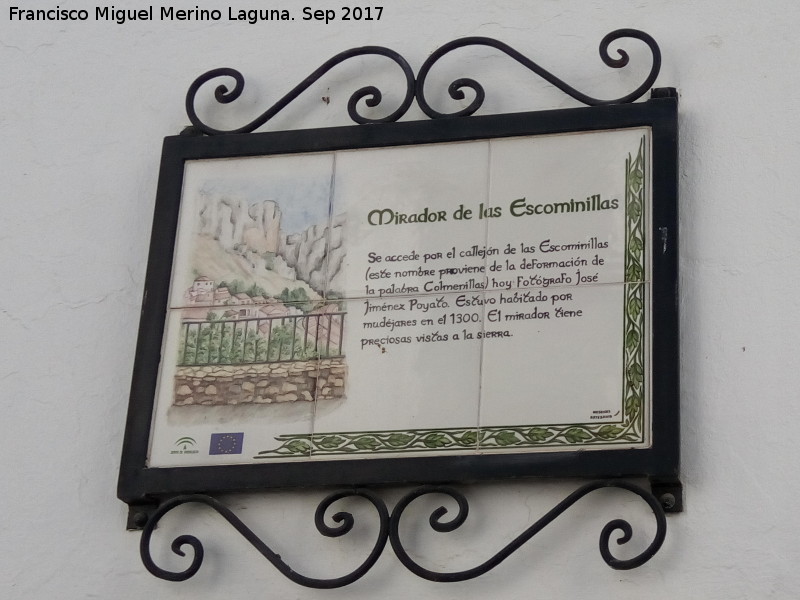 Francisco Miguel Merino Laguna. Sep 2017
Mirador de las Escominillas
Se accede por el callejón de las Escominillas
(este nombre proviene de la deformación de
la palabra Colmenillas) hoy Fotógrafo José
Jiménez Poyato. Estuvo habitado por
mudéjares en el 1300. El mirador tiene
preciosas vistas a la sierra.